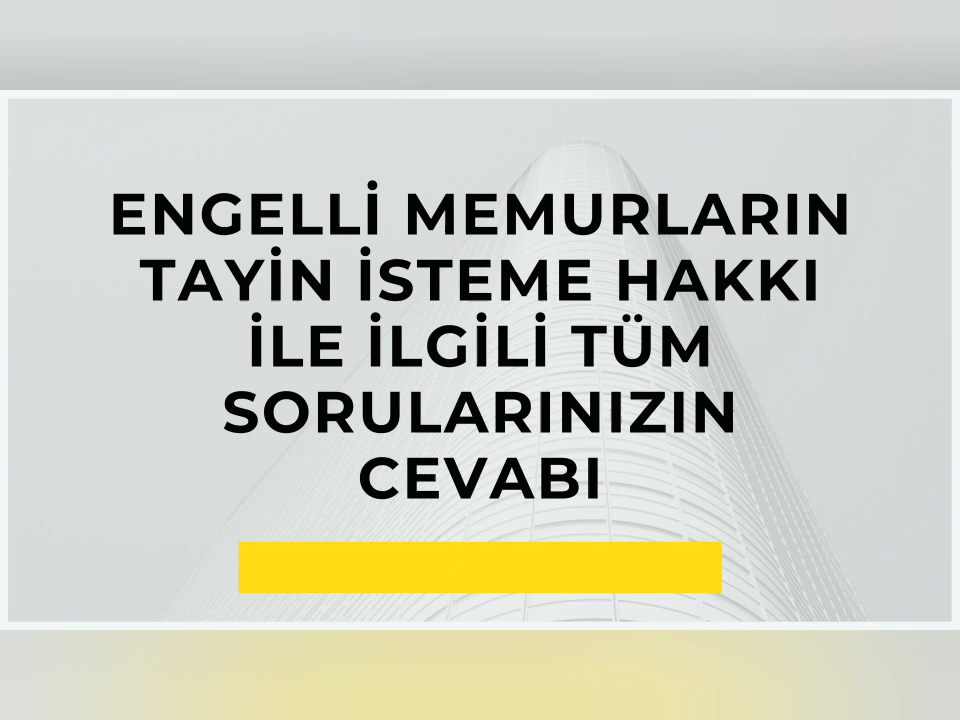 ENGELLİ MEMURLARIN
TAYİN İSTEME HAKKI
İLE İLGİLİ TÜM
SORULARINIZIN
CEVABI